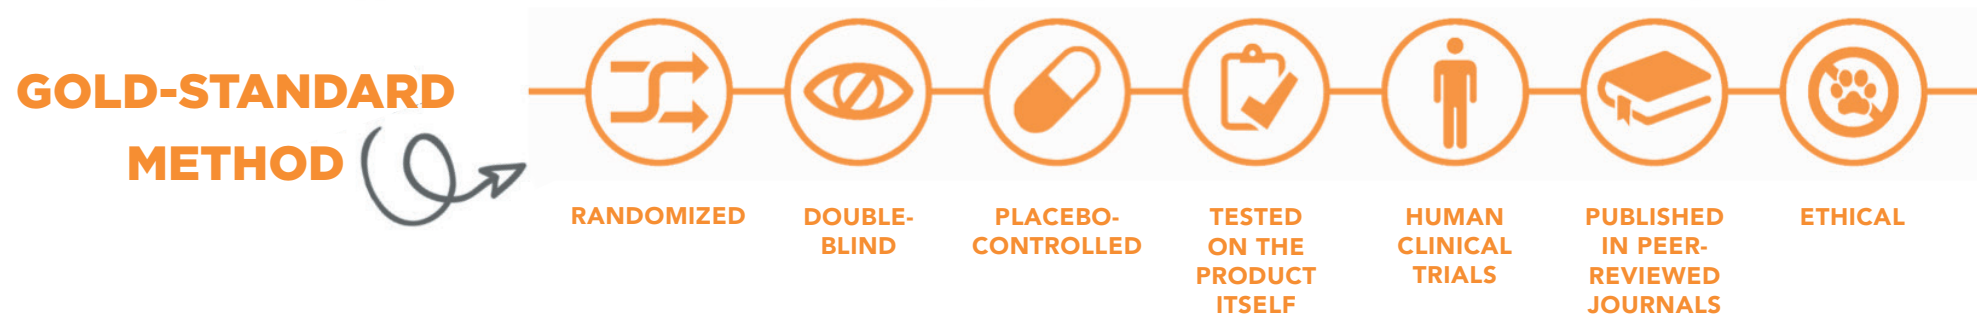 GOLD-STANDARD
METHOD
RANDOMIZED
DOUBLE-
BLIND
PLACEBO-
CONTROLLED
TESTED
ON THE
PRODUCT
ITSELF
HUMAN
CLINICAL
TRIALS
PUBLISHED
IN PEER-
REVIEWED
JOURNALS
ETHICAL